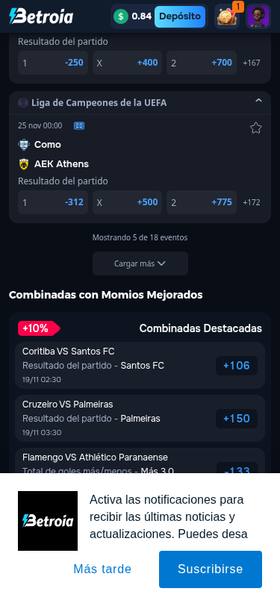 Betroia
$ 0.84 Depósito
1
Resultado del partido
1 -250 X +400 2 +700 +167
Liga de Campeones de la UEFA
25 nov 00:00
Como
AEK Athens
Resultado del partido
1 -312 X +500 2 +775 +172
Mostrando 5 de 18 eventos
Cargar más
Combinadas con Momios Mejorados
+10% Combinadas Destacadas
Coritiba VS Santos FC
Resultado del partido - Santos FC
+106
19/11 02:30
Cruzeiro VS Palmeiras
Resultado del partido - Palmeiras
+150
19/11 03:30
Flamengo VS Athlético Paranaense
Total de goles más/menos - Más 3.0
-133
Betroia
Activa las notificaciones para
recibir las últimas noticias y
actualizaciones. Puedes desa
Más tarde
Suscribirse